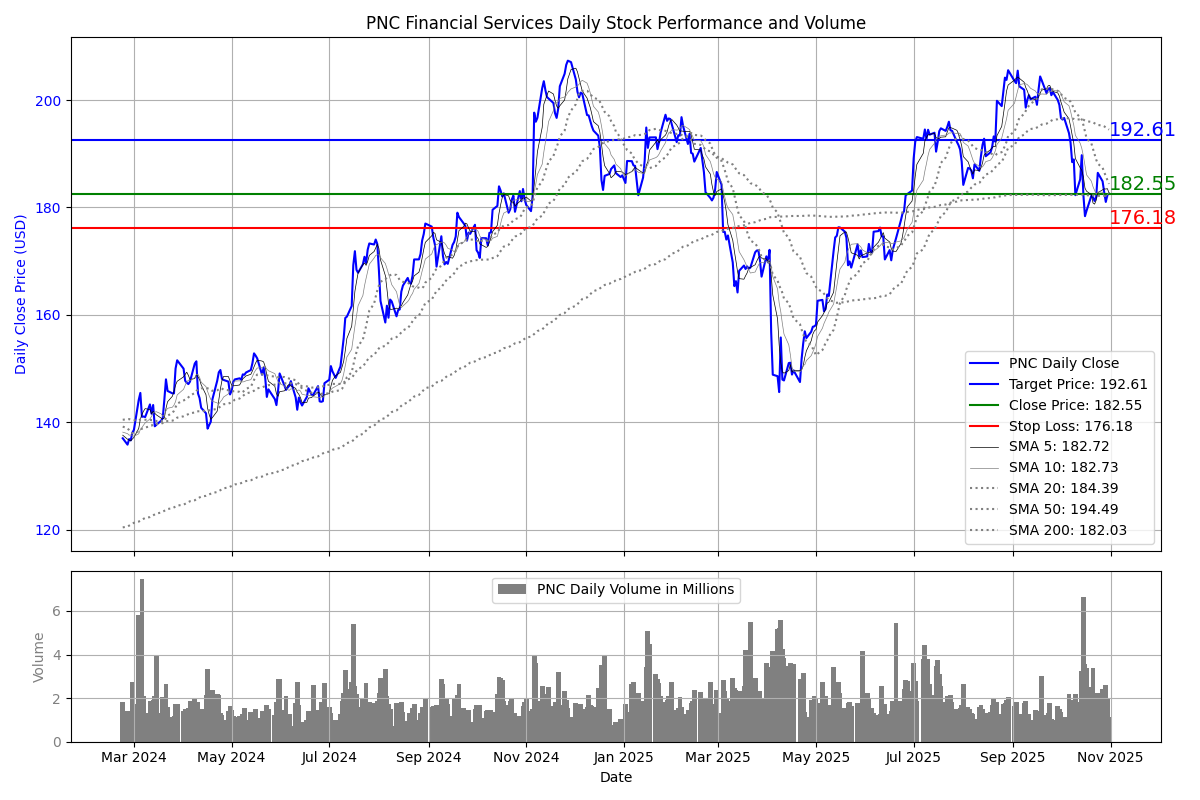 PNC Financial Services Daily Stock Performance and Volume
Daily Close Price (USD)
200
180
160
140
120
192.61
182.55
176.18
PNC Daily Close
Target Price: 192.61
Close Price: 182.55
Stop Loss: 176.18
SMA 5: 182.72
SMA 10: 182.73
SMA 20: 184.39
SMA 50: 194.49
SMA 200: 182.03
PNC Daily Volume in Millions
Volume
6
4
2
0
Mar 2024 May 2024 Jul 2024 Sep 2024 Nov 2024 Jan 2025 Mar 2025 May 2025 Jul 2025 Sep 2025 Nov 2025
Date